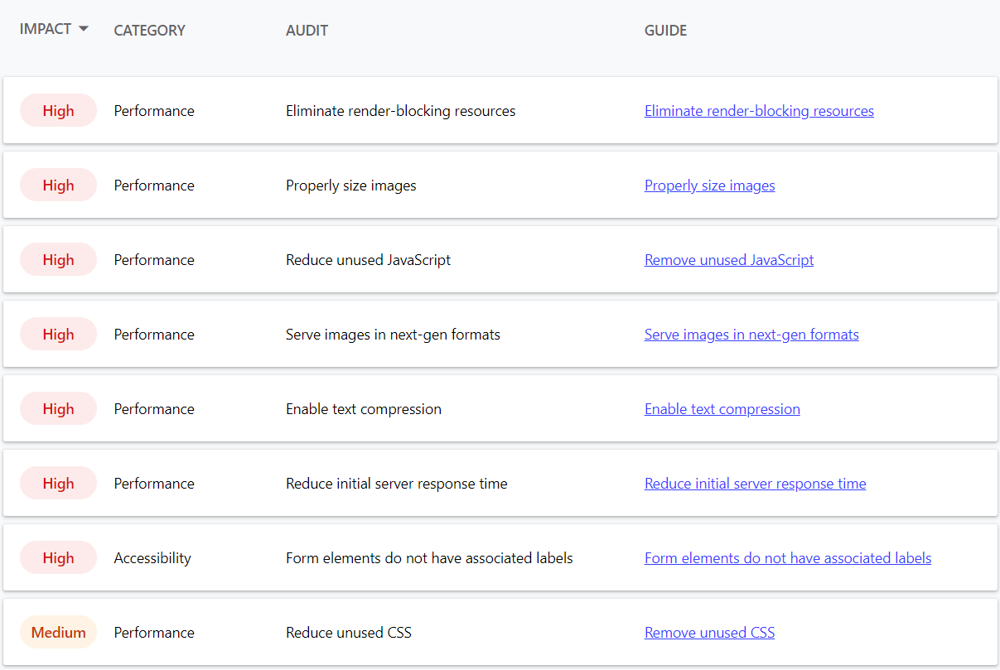 IMPACT CATEGORY AUDIT GUIDE
High Performance Eliminate render-blocking resources Eliminate render-blocking resources
High Performance Properly size images Properly size images
High Performance Reduce unused JavaScript Remove unused JavaScript
High Performance Serve images in next-gen formats Serve images in next-gen formats
High Performance Enable text compression Enable text compression
High Performance Reduce initial server response time Reduce initial server response time
High Accessibility Form elements do not have associated labels Form elements do not have associated labels
Medium Performance Reduce unused CSS Remove unused CSS